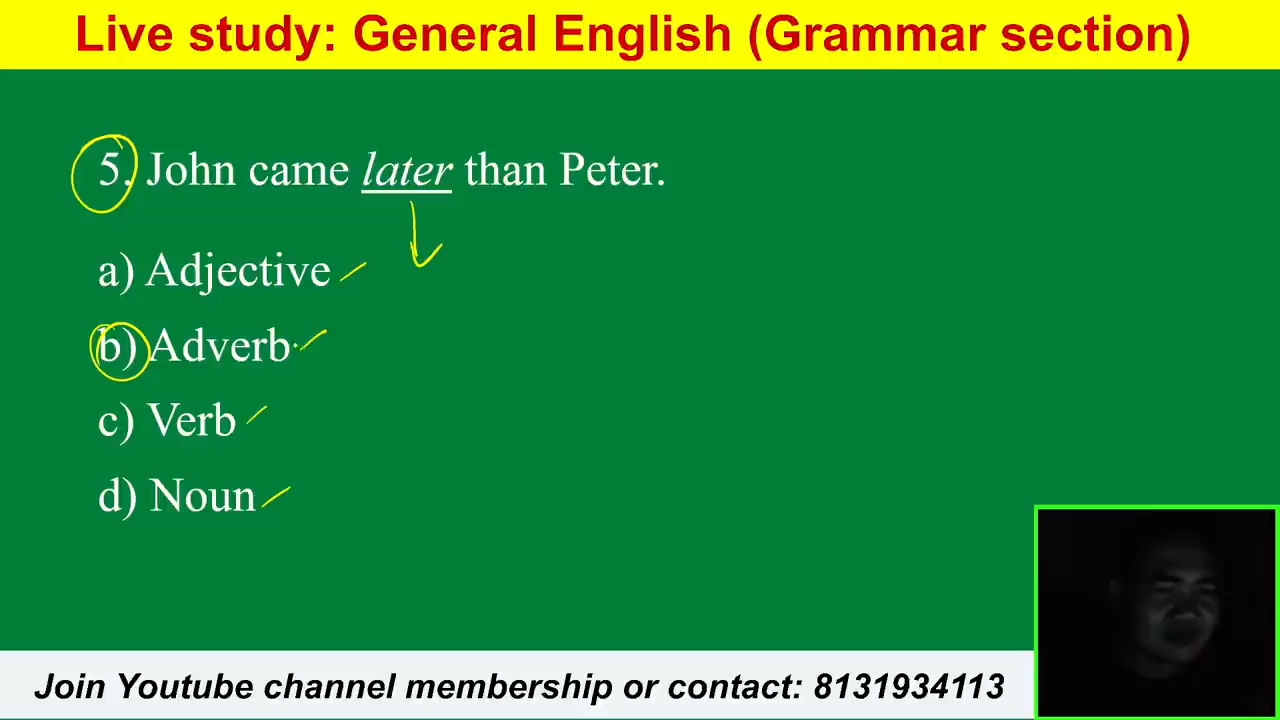 Live study: General English (Grammar section)
5. John came later than Peter.
a) Adjective
b) Adverb
c) Verb
d) Noun
Join Youtube channel membership or contact: 8131934113